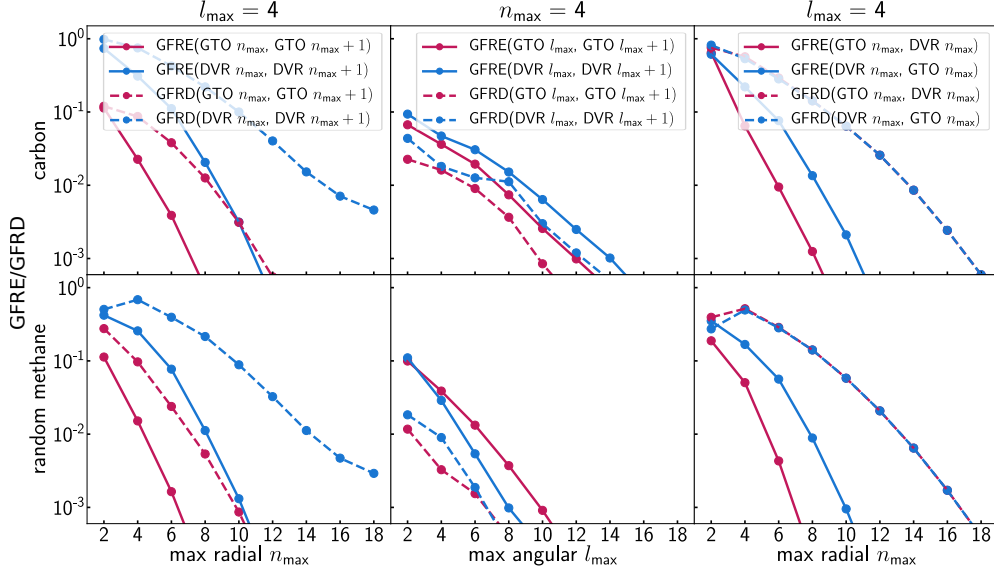 l_max = 4
n_max = 4
l_max = 4
GFRE/GFRD
carbon
10^0
10^-1
10^-2
10^-3
GFRE(GTO n_max, GTO n_max + 1)
GFRE(DVR n_max, DVR n_max + 1)
GFRD(GTO n_max, GTO n_max + 1)
GFRD(DVR n_max, DVR n_max + 1)
GFRE(GTO l_max, GTO l_max + 1)
GFRE(DVR l_max, DVR l_max + 1)
GFRD(GTO l_max, GTO l_max + 1)
GFRD(DVR l_max, DVR l_max + 1)
GFRE(GTO n_max, DVR n_max)
GFRE(DVR n_max, GTO n_max)
GFRD(GTO n_max, DVR n_max)
GFRD(DVR n_max, GTO n_max)
random methane
10^0
10^-1
10^-2
10^-3
2 4 6 8 10 12 14 16 18
2 4 6 8 10 12 14 16 18
2 4 6 8 10 12 14 16 18
max radial n_max
max angular l_max
max radial n_max